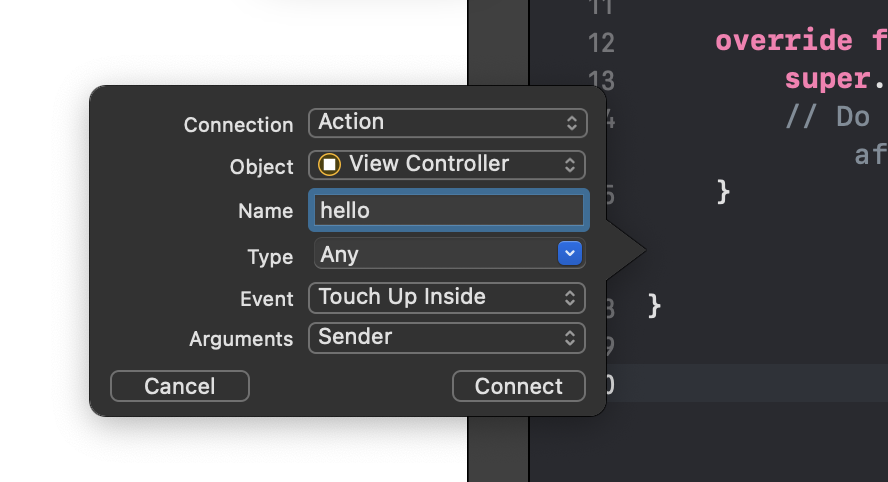 11
12 override f
13 super.
4 // Do
af
5 }
Connection Action
Object View Controller
Name hello
Type Any
Event Touch Up Inside
8 }
Arguments Sender
9
Cancel Connect
0